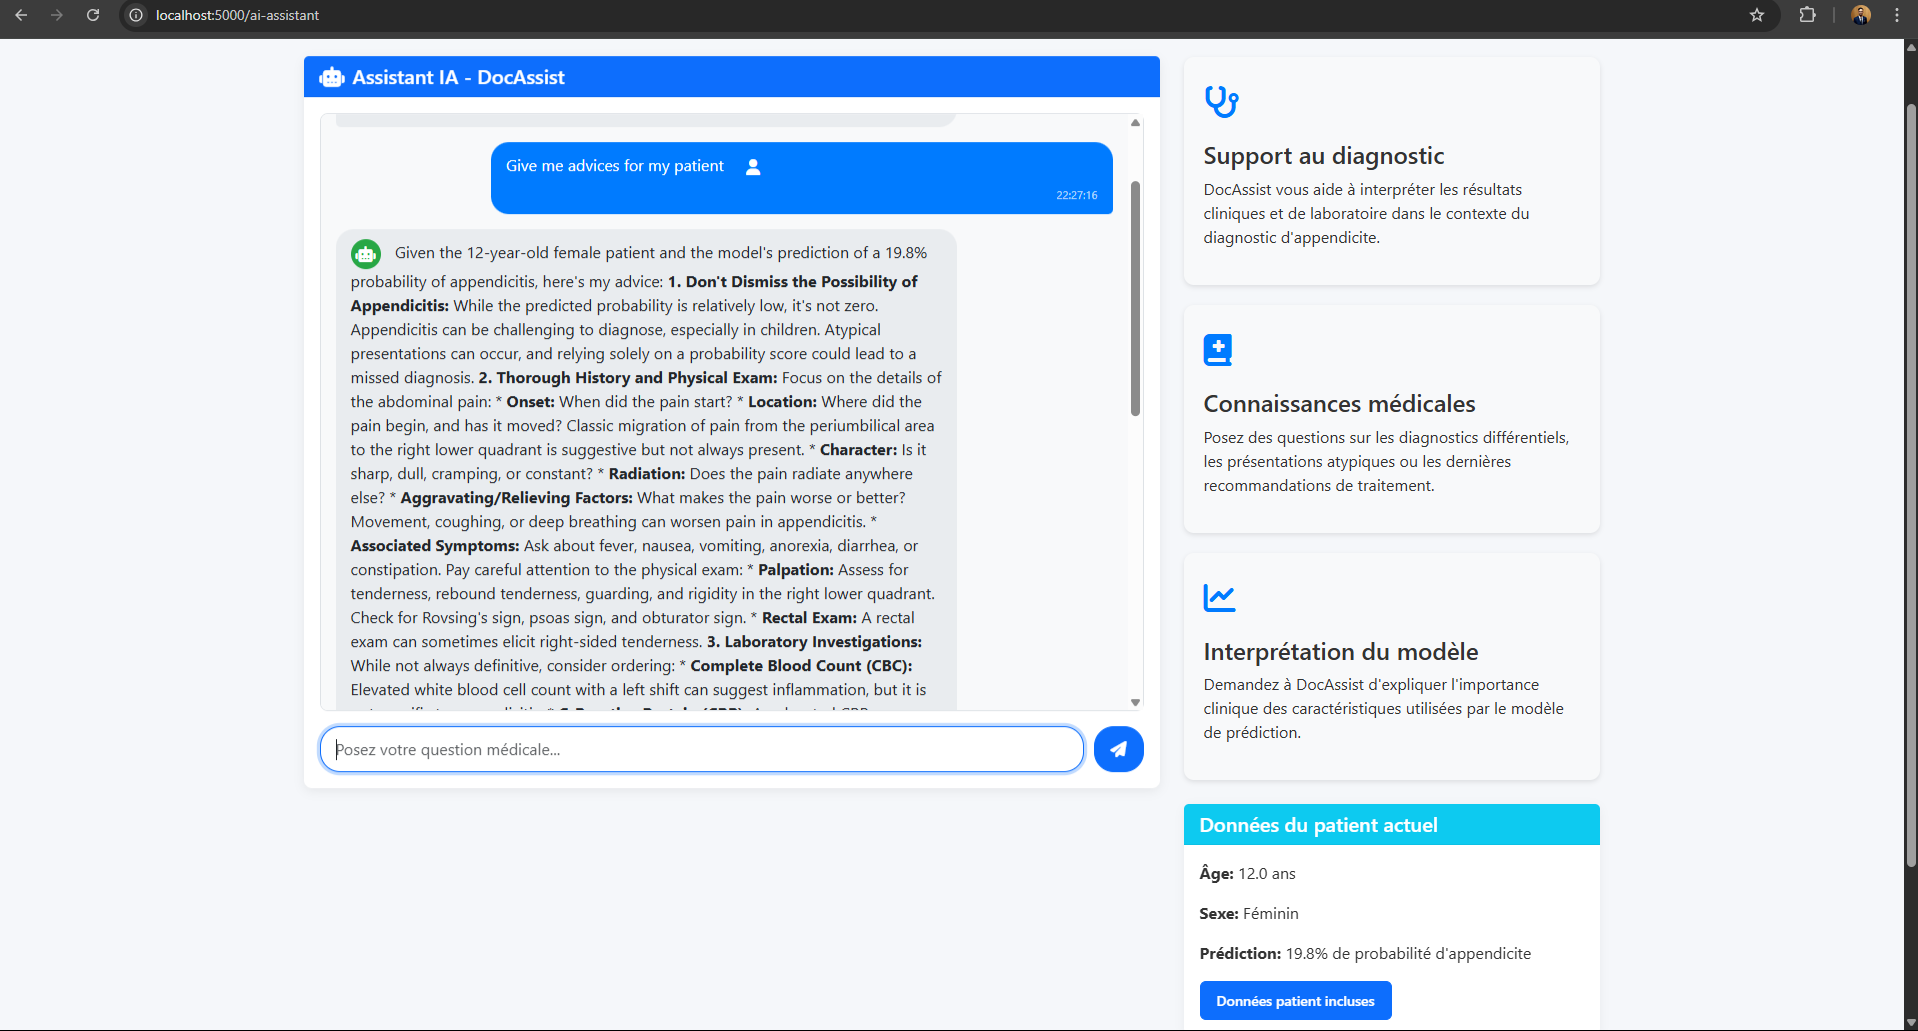 localhost:5000/ai-assistant
Assistant IA - DocAssist
Give me advices for my patient
22:27:16
Given the 12-year-old female patient and the model's prediction of a 19.8%
probability of appendicitis, here's my advice: 1. Don't Dismiss the Possibility of
Appendicitis: While the predicted probability is relatively low, it's not zero.
Appendicitis can be challenging to diagnose, especially in children. Atypical
presentations can occur, and relying solely on a probability score could lead to a
missed diagnosis. 2. Thorough History and Physical Exam: Focus on the details of
the abdominal pain: * Onset: When did the pain start? * Location: Where did the
pain begin, and has it moved? Classic migration of pain from the periumbilical area
to the right lower quadrant is suggestive but not always present. * Character: Is it
sharp, dull, cramping, or constant? * Radiation: Does the pain radiate anywhere
else? * Aggravating/Relieving Factors: What makes the pain worse or better?
Movement, coughing, or deep breathing can worsen pain in appendicitis. *
Associated Symptoms: Ask about fever, nausea, vomiting, anorexia, diarrhea, or
constipation. Pay careful attention to the physical exam: * Palpation: Assess for
tenderness, rebound tenderness, guarding, and rigidity in the right lower quadrant.
Check for Rovsing's sign, psoas sign, and obturator sign. * Rectal Exam: A rectal
exam can sometimes elicit right-sided tenderness. 3. Laboratory Investigations:
While not always definitive, consider ordering: * Complete Blood Count (CBC):
Elevated white blood cell count with a left shift can suggest inflammation, but it is
Posez votre question médicale...
Support au diagnostic
DocAssist vous aide à interpréter les résultats
cliniques et de laboratoire dans le contexte du
diagnostic d'appendicite.
Connaissances médicales
Posez des questions sur les diagnostics différentiels,
les présentations atypiques ou les dernières
recommandations de traitement.
Interprétation du modèle
Demandez à DocAssist d'expliquer l'importance
clinique des caractéristiques utilisées par le modèle
de prédiction.
Données du patient actuel
Âge: 12.0 ans
Sexe: Féminin
Prédiction: 19.8% de probabilité d'appendicite
Données patient incluses